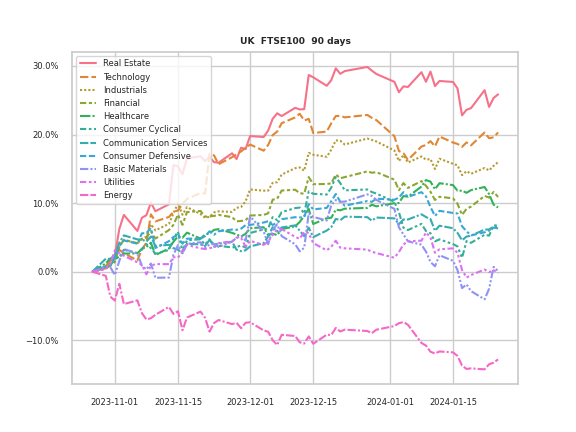 UK FTSE100 90 days
30.0%
20.0%
10.0%
0.0%
−10.0%
Real Estate
Technology
Industrials
Financial
Healthcare
Consumer Cyclical
Communication Services
Consumer Defensive
Basic Materials
Utilities
Energy
2023-11-01 2023-11-15 2023-12-01 2023-12-15 2024-01-01 2024-01-15